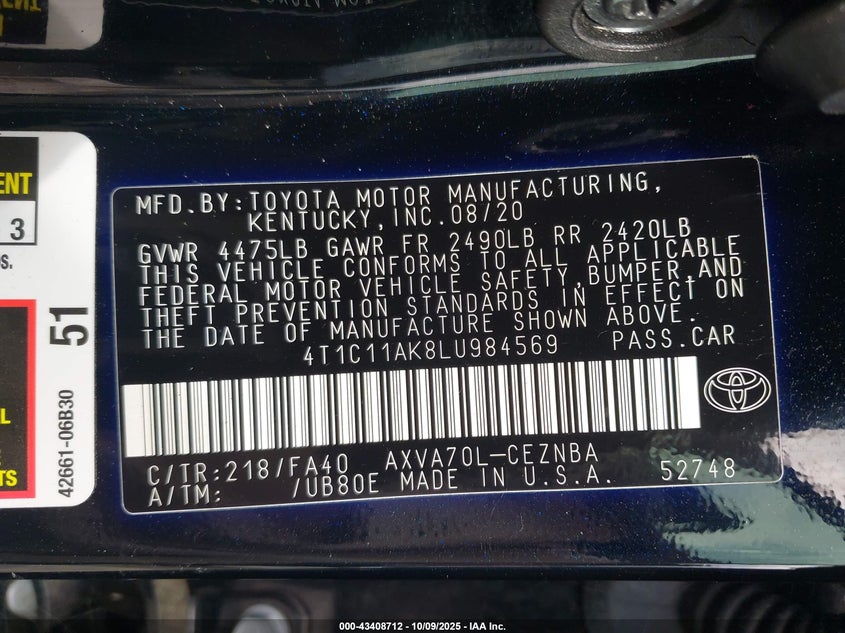 ENT
3
OS.
51
42661-06B30
L
E
TS
MFD.BY:TOYOTA MOTOR MANUFACTURING,
KENTUCKY,INC.08/20
GVWR 4475LB GAWR FR 2490LB RR 2420LB
THIS VEHICLE CONFORMS TO ALL APPLICABLE
FEDERAL MOTOR VEHICLE SAFETY,BUMPER,AND
THEFT PREVENTION STANDARDS IN EFFECT ON
THE DATE OF MANUFACTURE SHOWN ABOVE.
4T1C11AK8LU984569 PASS.CAR
C/TR:218/FA40 AXVA70L-CEZNBA
A/TM: /UB80E MADE IN U.S.A. 52748
000-43408712 - 10/09/2025 - IAA Inc.